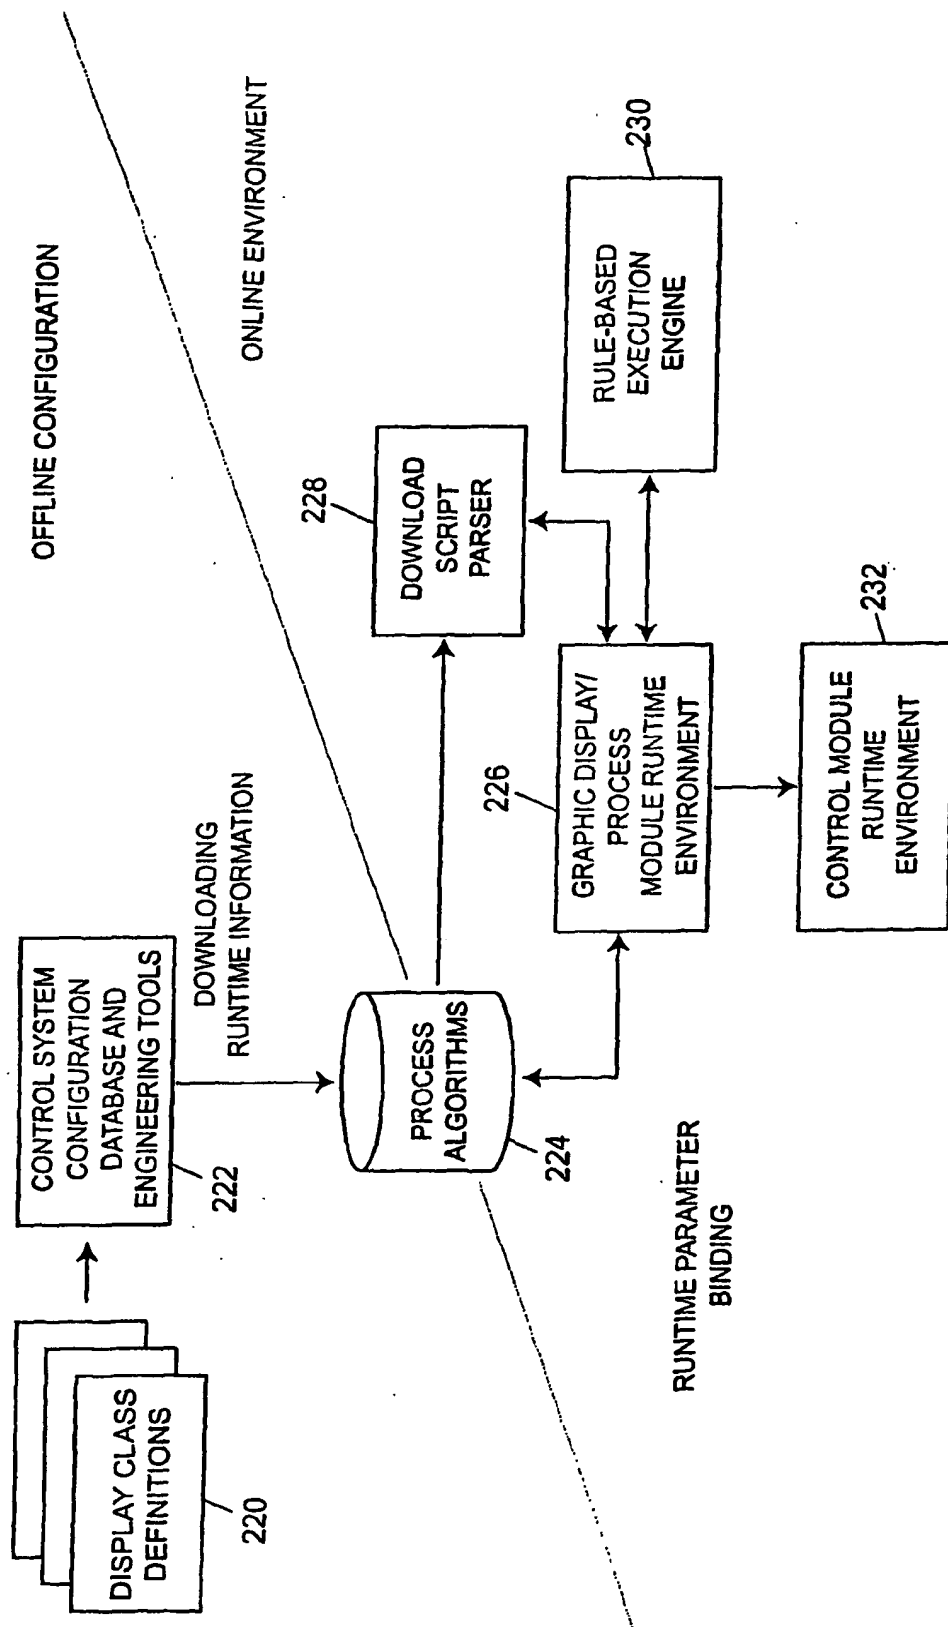 OFFLINE CONFIGURATION
ONLINE ENVIRONMENT
DISPLAY CLASS
DEFINITIONS
220
CONTROL SYSTEM
CONFIGURATION
DATABASE AND
ENGINEERING TOOLS
222
DOWNLOADING
RUNTIME INFORMATION
PROCESS
ALGORITHMS
224
DOWNLOAD
SCRIPT
PARSER
228
RULE-BASED
EXECUTION
ENGINE
230
GRAPHIC DISPLAY/
PROCESS
MODULE RUNTIME
ENVIRONMENT
226
RUNTIME PARAMETER
BINDING
CONTROL MODULE
RUNTIME
ENVIRONMENT
232